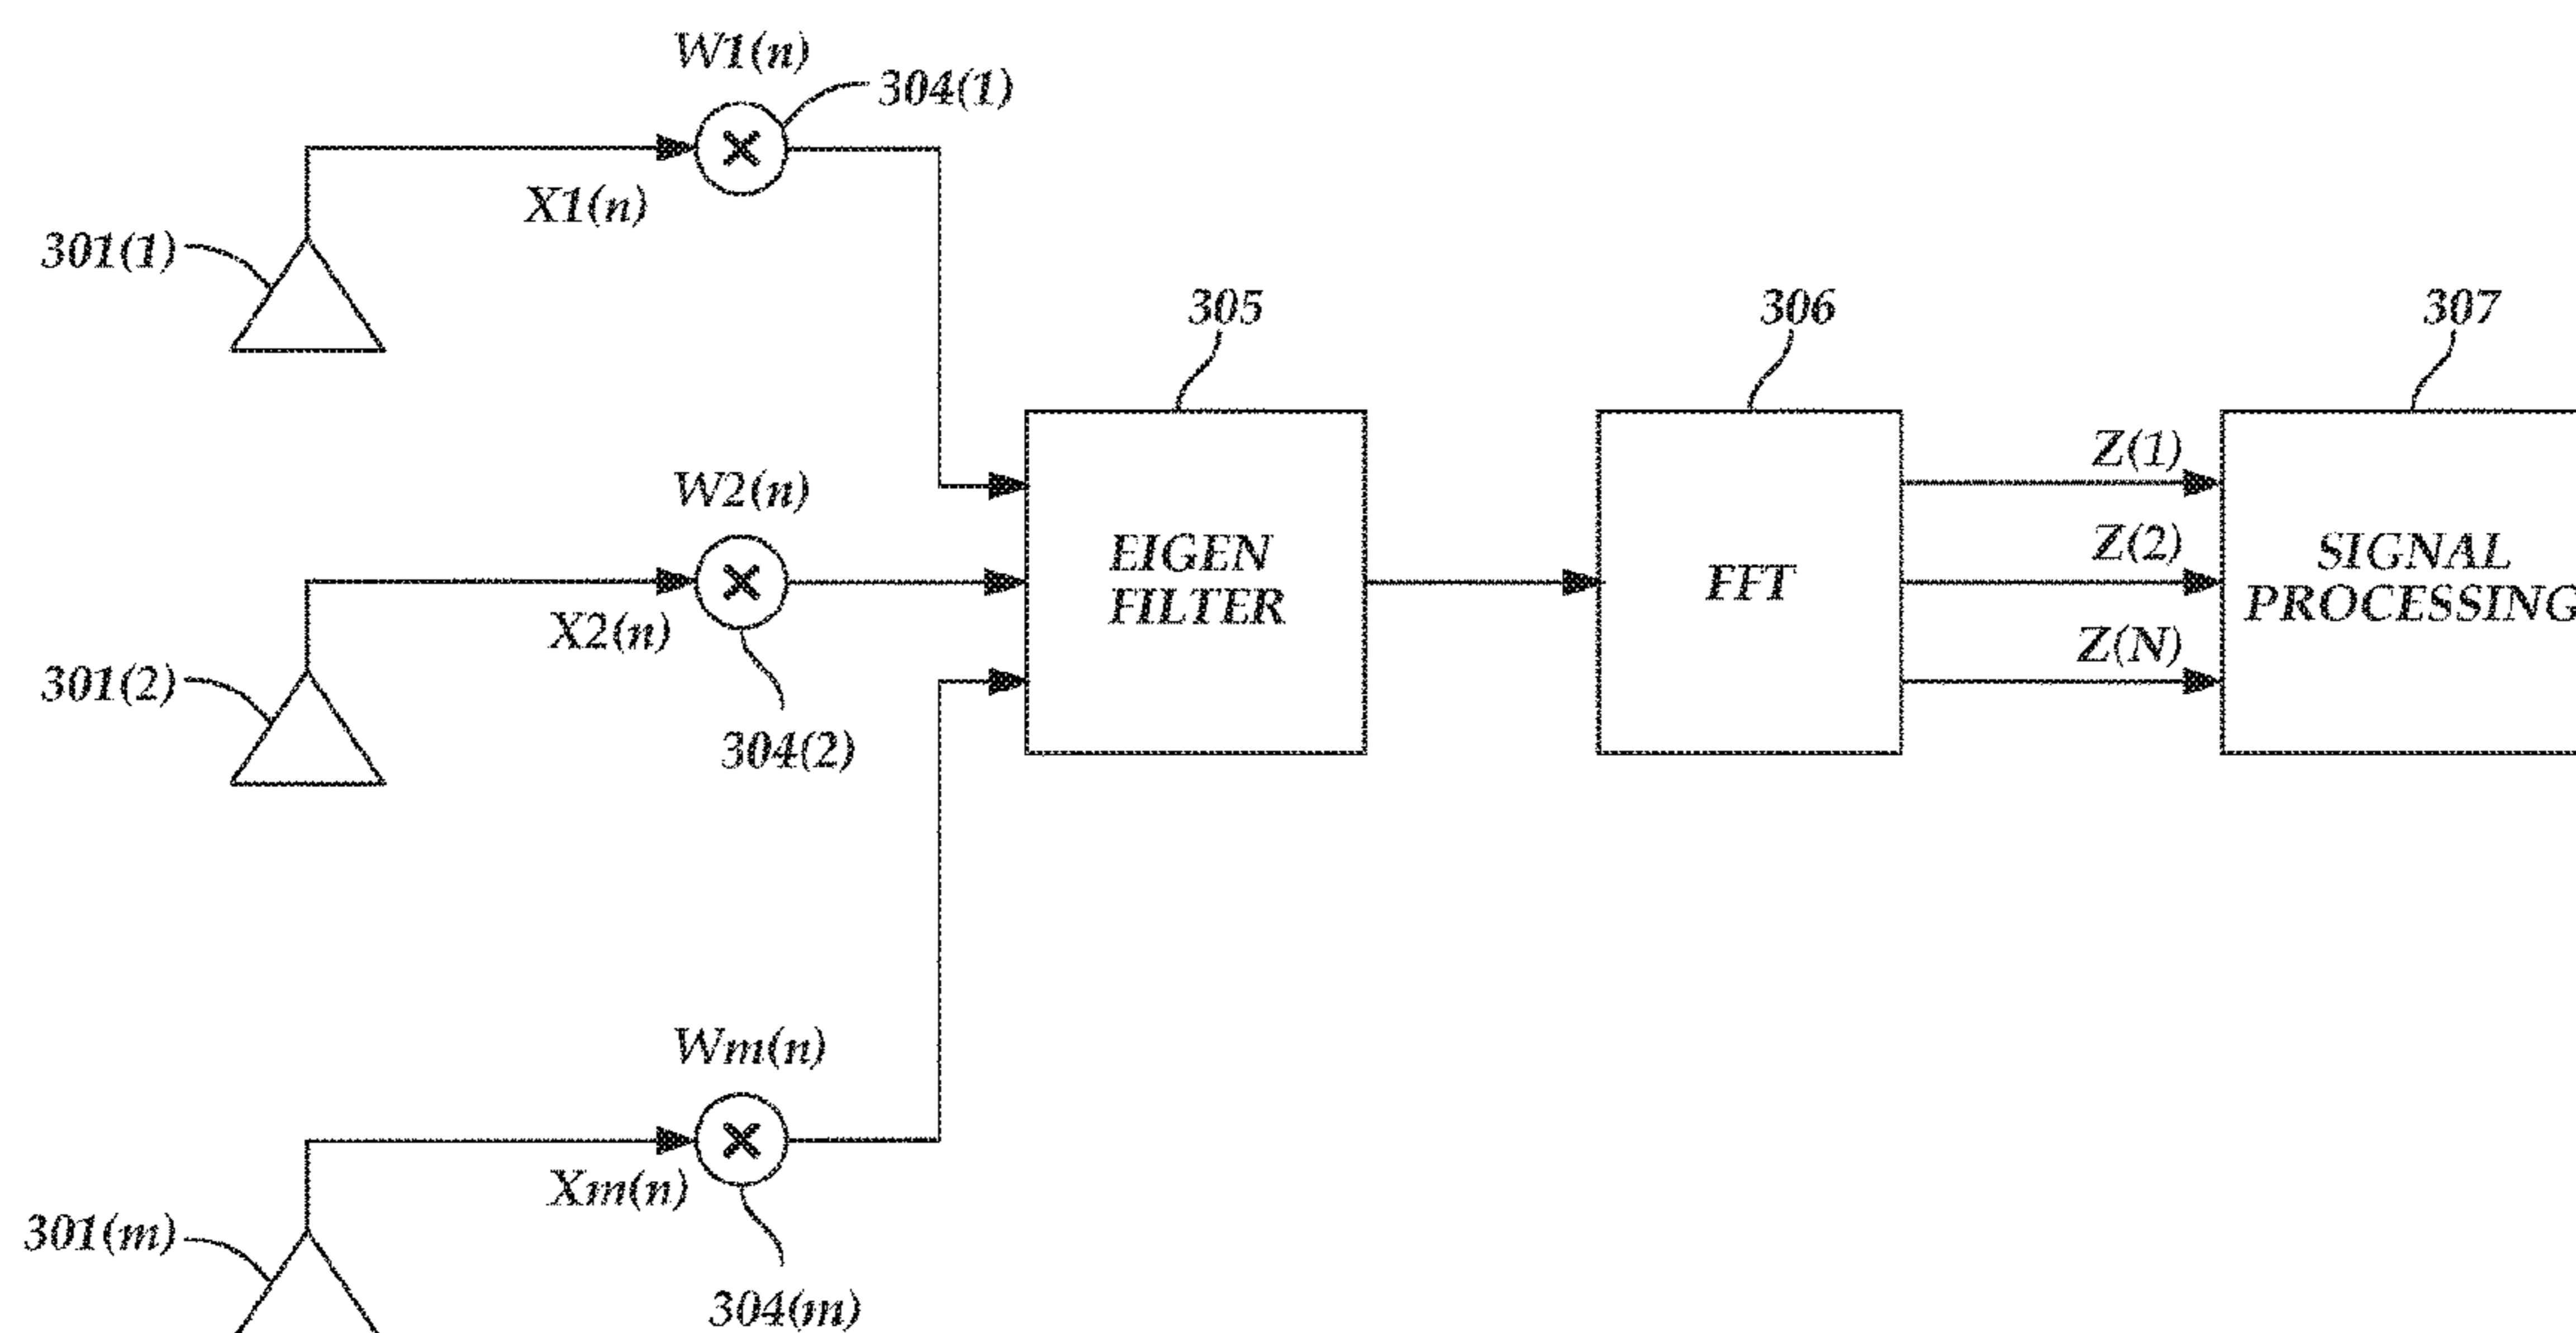 W1(n)
304(1)
X1(n)
301(1)
305
306
307
W2(n)
Z(1)
EIGEN
FILTER
FFT
Z(2)
SIGNAL
PROCESSING
Z(N)
X2(n)
301(2)
304(2)
Wm(n)
Xm(n)
301(m)
304(m)